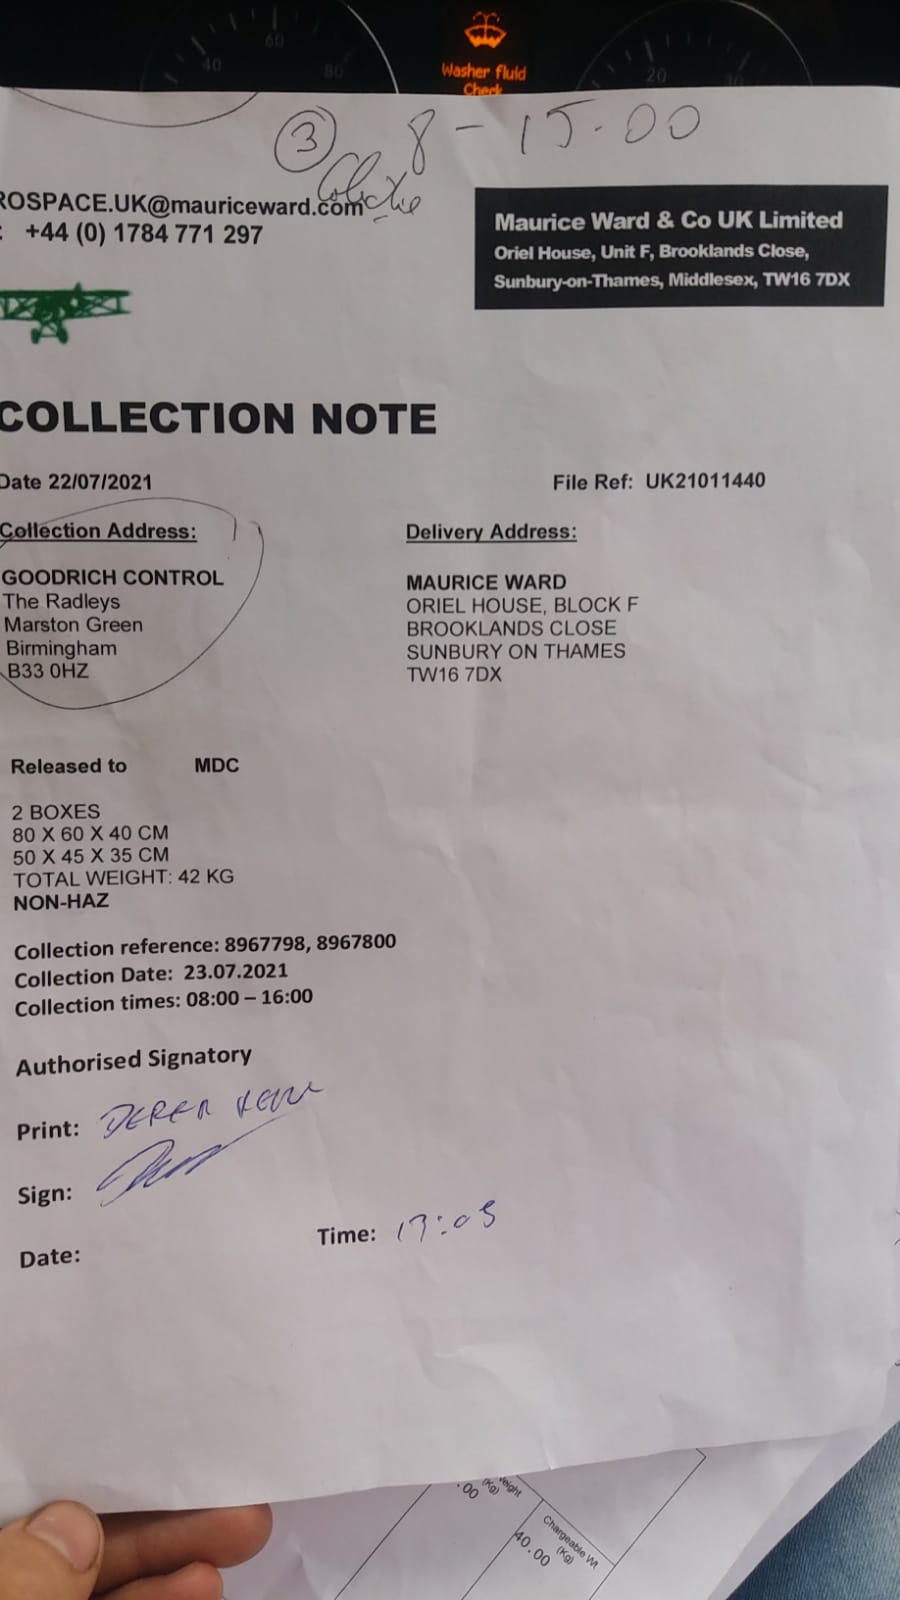 40 60 80 20 30
Washer fluid
Check
3 8 - 15.00
ROSPACE.UK@mauriceward.com
: +44 (0) 1784 771 297
Maurice Ward & Co UK Limited
Oriel House, Unit F, Brooklands Close,
Sunbury-on-Thames, Middlesex, TW16 7DX
COLLECTION NOTE
Date 22/07/2021
File Ref: UK21011440
Collection Address:
GOODRICH CONTROL
The Radleys
Marston Green
Birmingham
B33 0HZ
Delivery Address:
MAURICE WARD
ORIEL HOUSE, BLOCK F
BROOKLANDS CLOSE
SUNBURY ON THAMES
TW16 7DX
Released to MDC
2 BOXES
80 X 60 X 40 CM
50 X 45 X 35 CM
TOTAL WEIGHT: 42 KG
NON-HAZ
Collection reference: 8967798, 8967800
Collection Date: 23.07.2021
Collection times: 08:00 – 16:00
Authorised Signatory
Print: DEREK
Sign:
Time: 13:05
Date:
eight
(Kg)
.00
Chargeable Wt
(Kg)
40.00